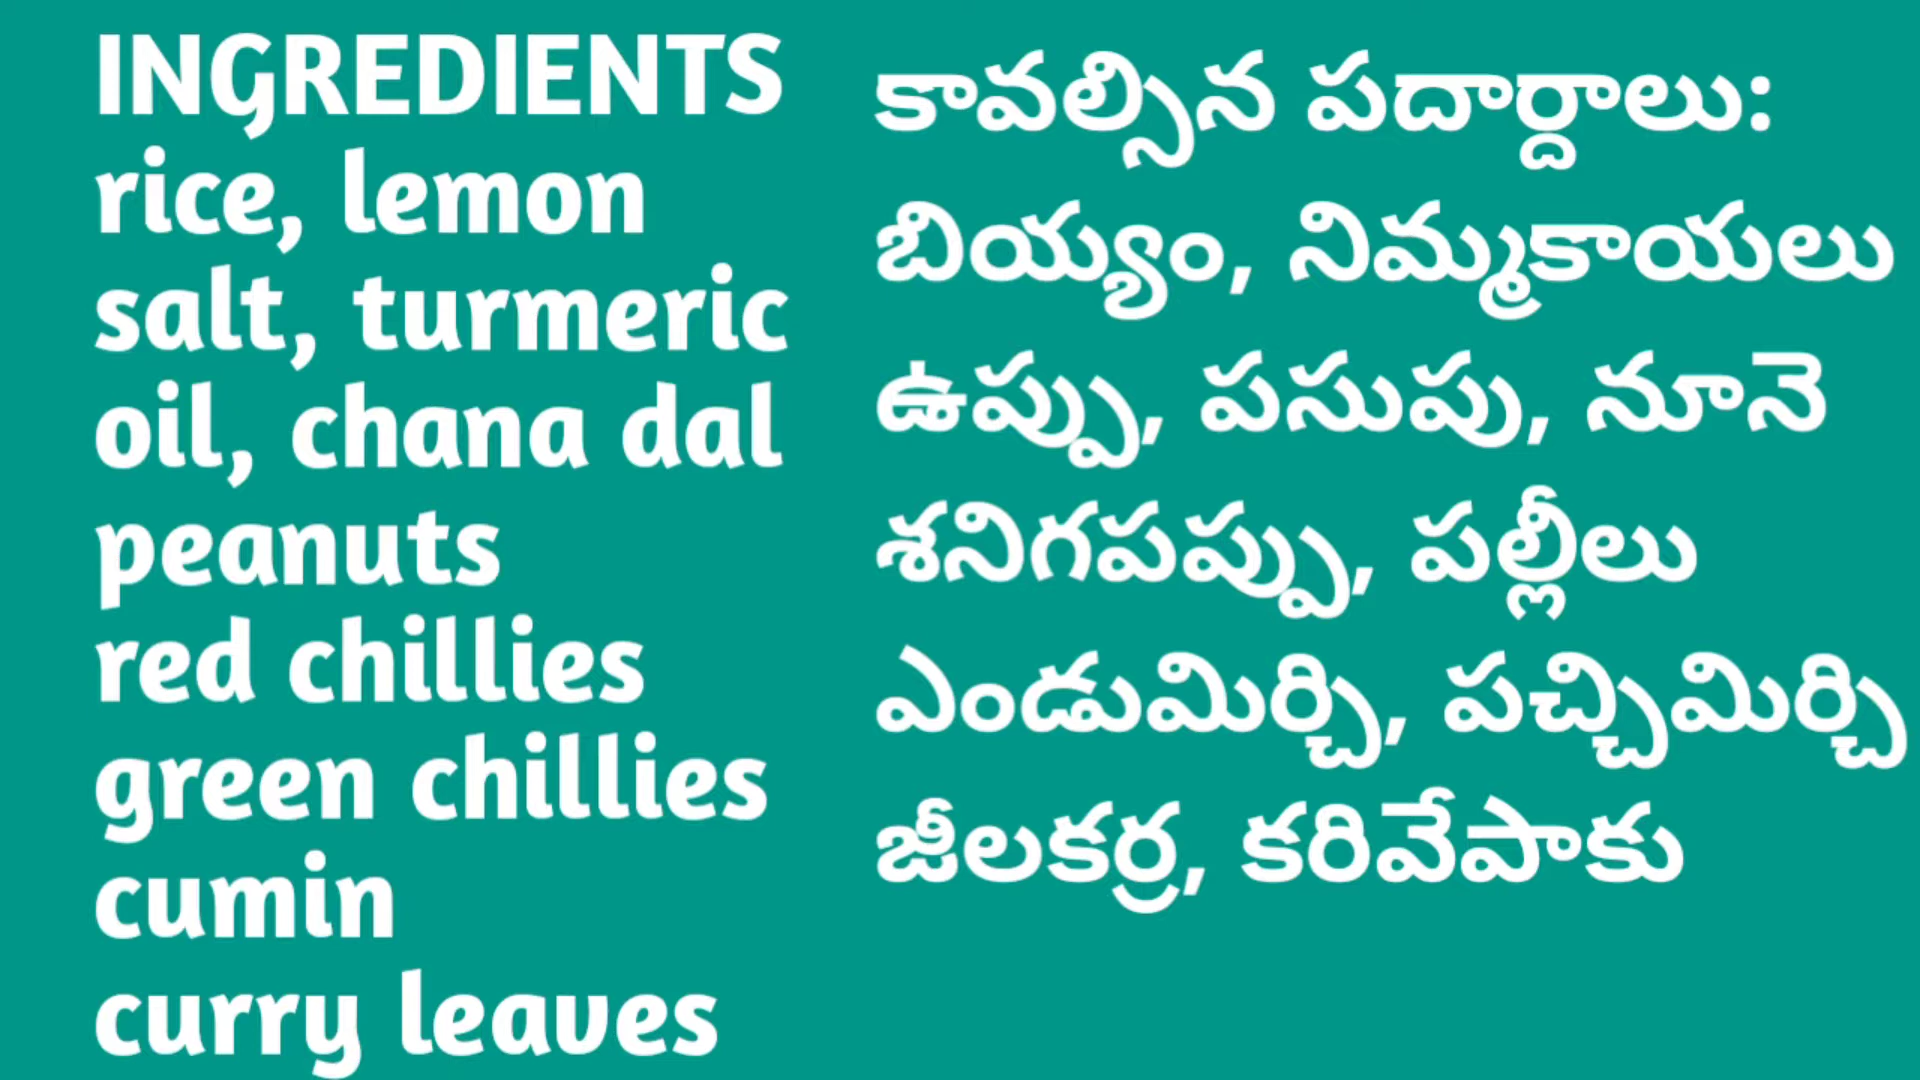 INGREDIENTS
rice, lemon
salt, turmeric
oil, chana dal
peanuts
red chillies
green chillies
cumin
curry leaves
కావల్సిన పదార్దాలు:
బియ్యం, నిమ్మకాయలు
ఉప్పు, పసుపు, నూనె
శనిగపప్పు, పల్లీలు
ఎండుమిర్చి, పచ్చిమిర్చి
జీలకర్ర, కరివేపాకు